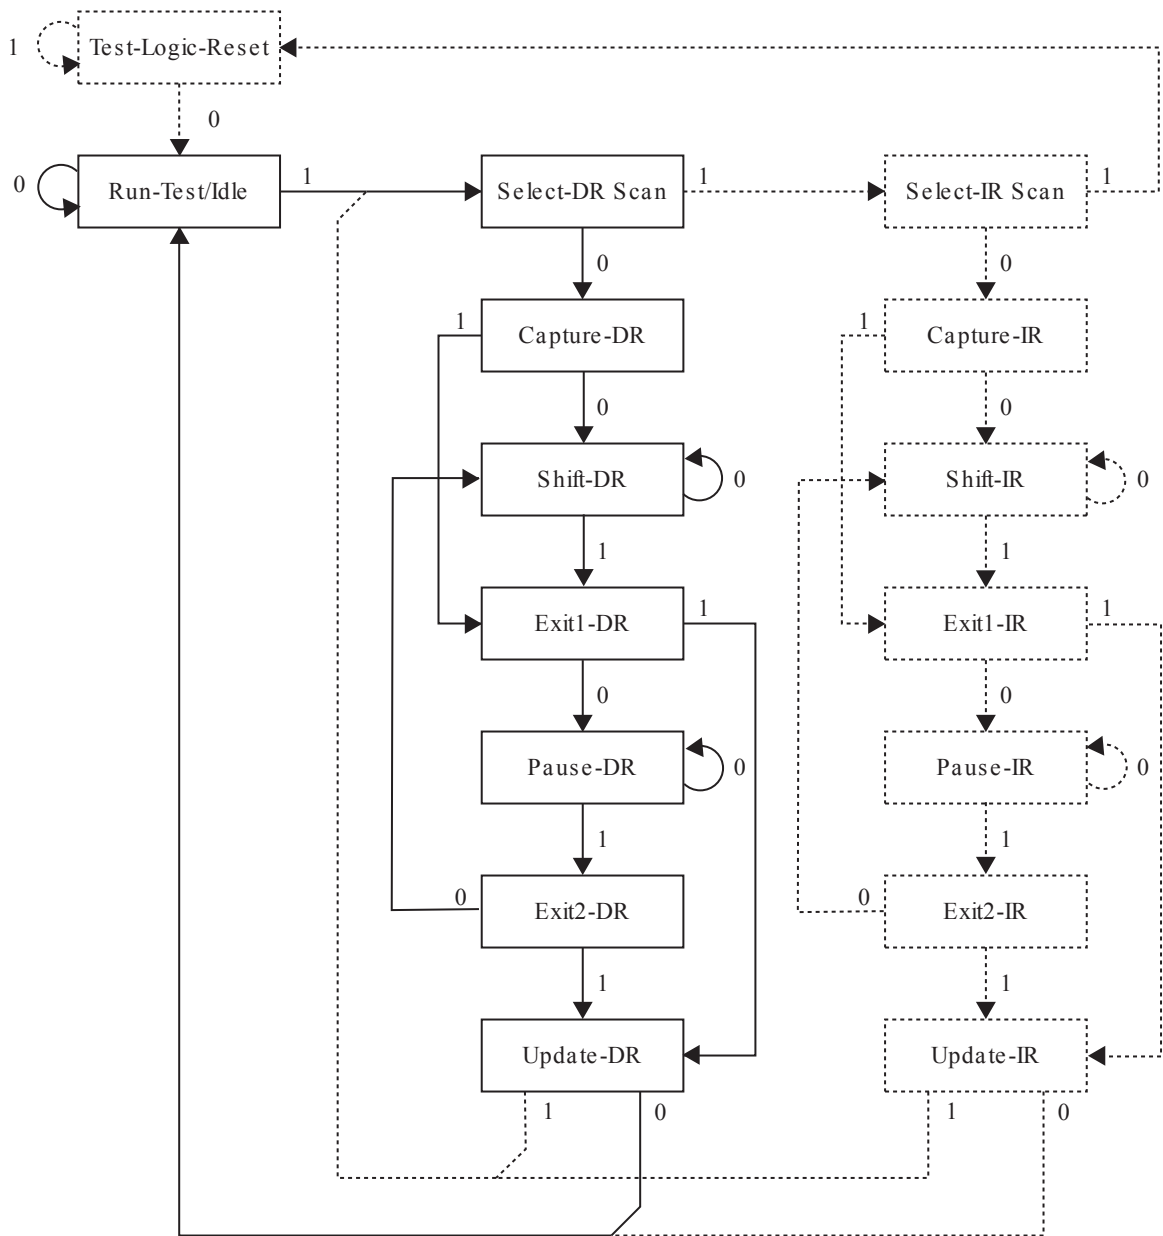 1 Test-Logic-Reset
0
0 Run-Test/Idle 1 Select-DR Scan 1 Select-IR Scan 1
0 0
1 Capture-DR 1 Capture-IR
0 0
Shift-DR 0 Shift-IR 0
1 1
Exit1-DR 1 Exit1-IR 1
0 0
Pause-DR 0 Pause-IR 0
1 1
0 Exit2-DR 0 Exit2-IR
1 1
Update-DR Update-IR
1 0 1 0